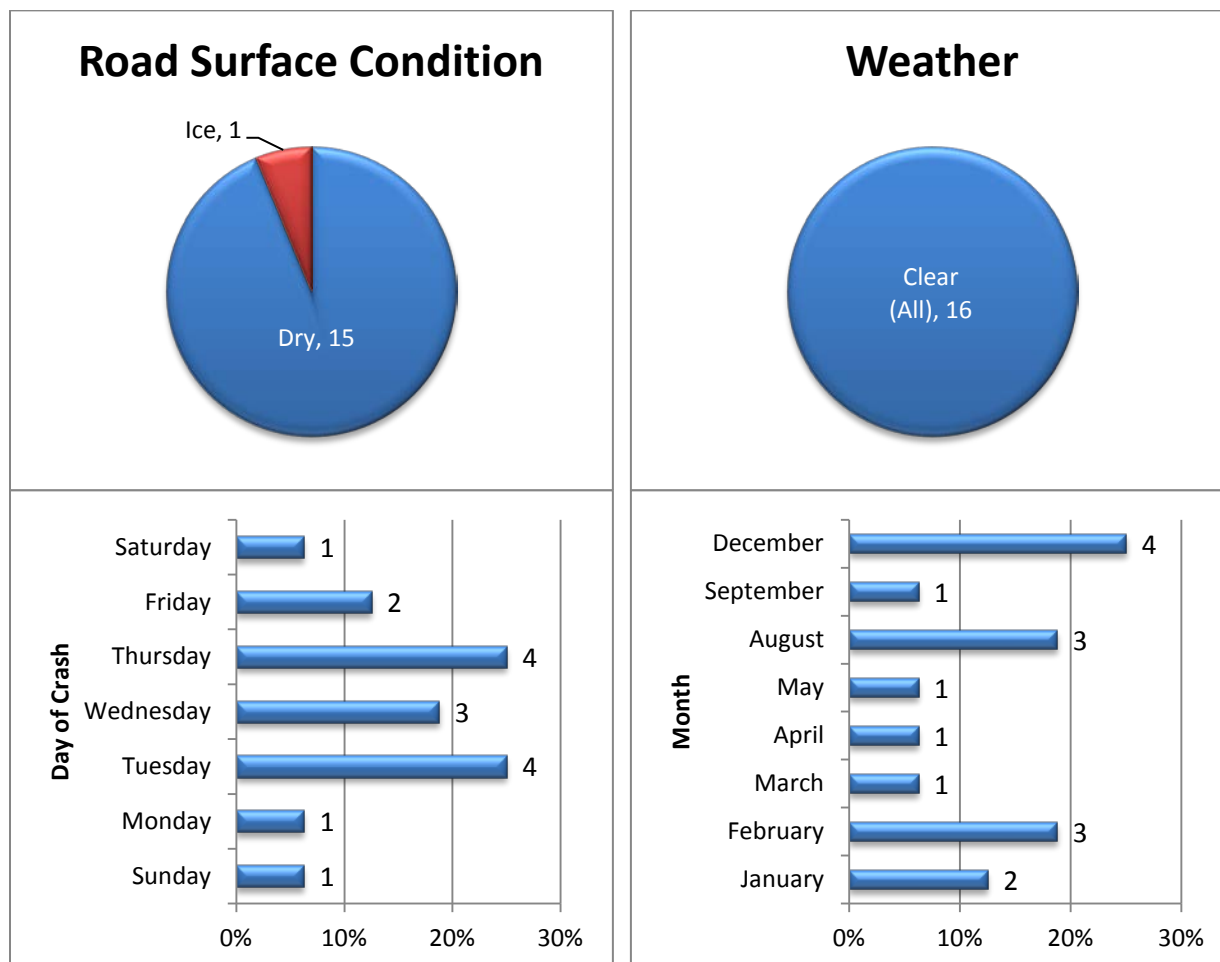 Road Surface Condition
Ice, 1
Dry, 15
Weather
Clear
(All), 16
Day of Crash
Saturday 1
Friday 2
Thursday 4
Wednesday 3
Tuesday 4
Monday 1
Sunday 1
0% 10% 20% 30%
Month
December 4
September 1
August 3
May 1
April 1
March 1
February 3
January 2
0% 10% 20% 30%